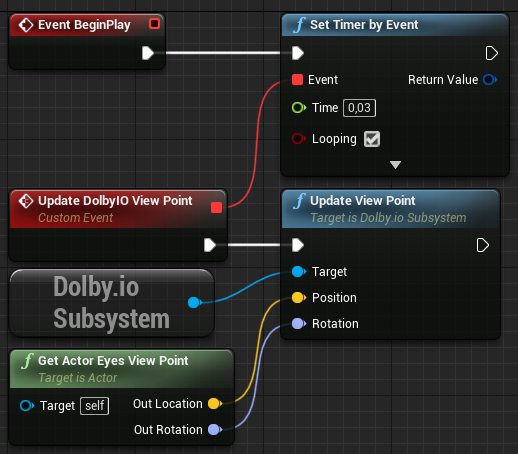 Event BeginPlay
f Set Timer by Event
Event
Return Value
Time 0,03
Looping
Update DolbyIO View Point
Custom Event
f Update View Point
Target is Dolby.io Subsystem
Target
Position
Rotation
Dolby.io
Subsystem
f Get Actor Eyes View Point
Target is Actor
Target self
Out Location
Out Rotation